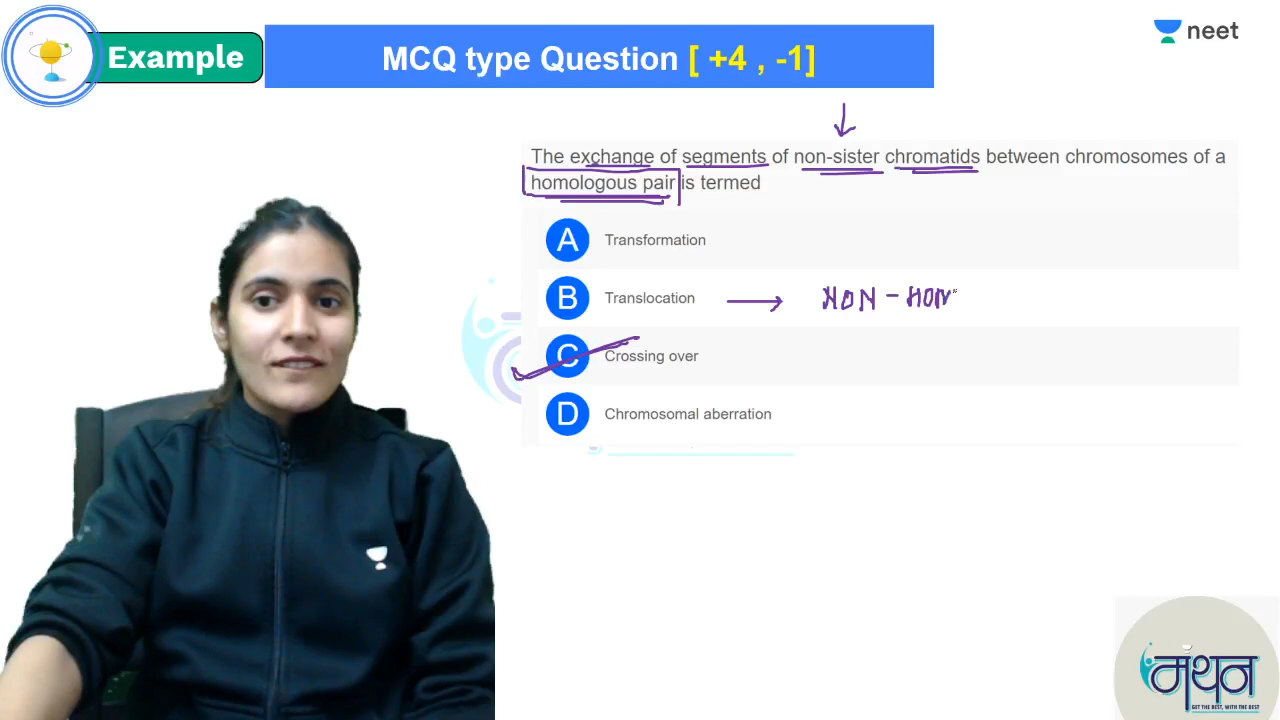 Example
MCQ type Question [ +4 , -1]
neet
The exchange of segments of non-sister chromatids between chromosomes of a
homologous pair is termed
A Transformation
B Translocation → NON - HOM
C Crossing over
D Chromosomal aberration
मंथन
GET THE BEST, WITH THE BEST